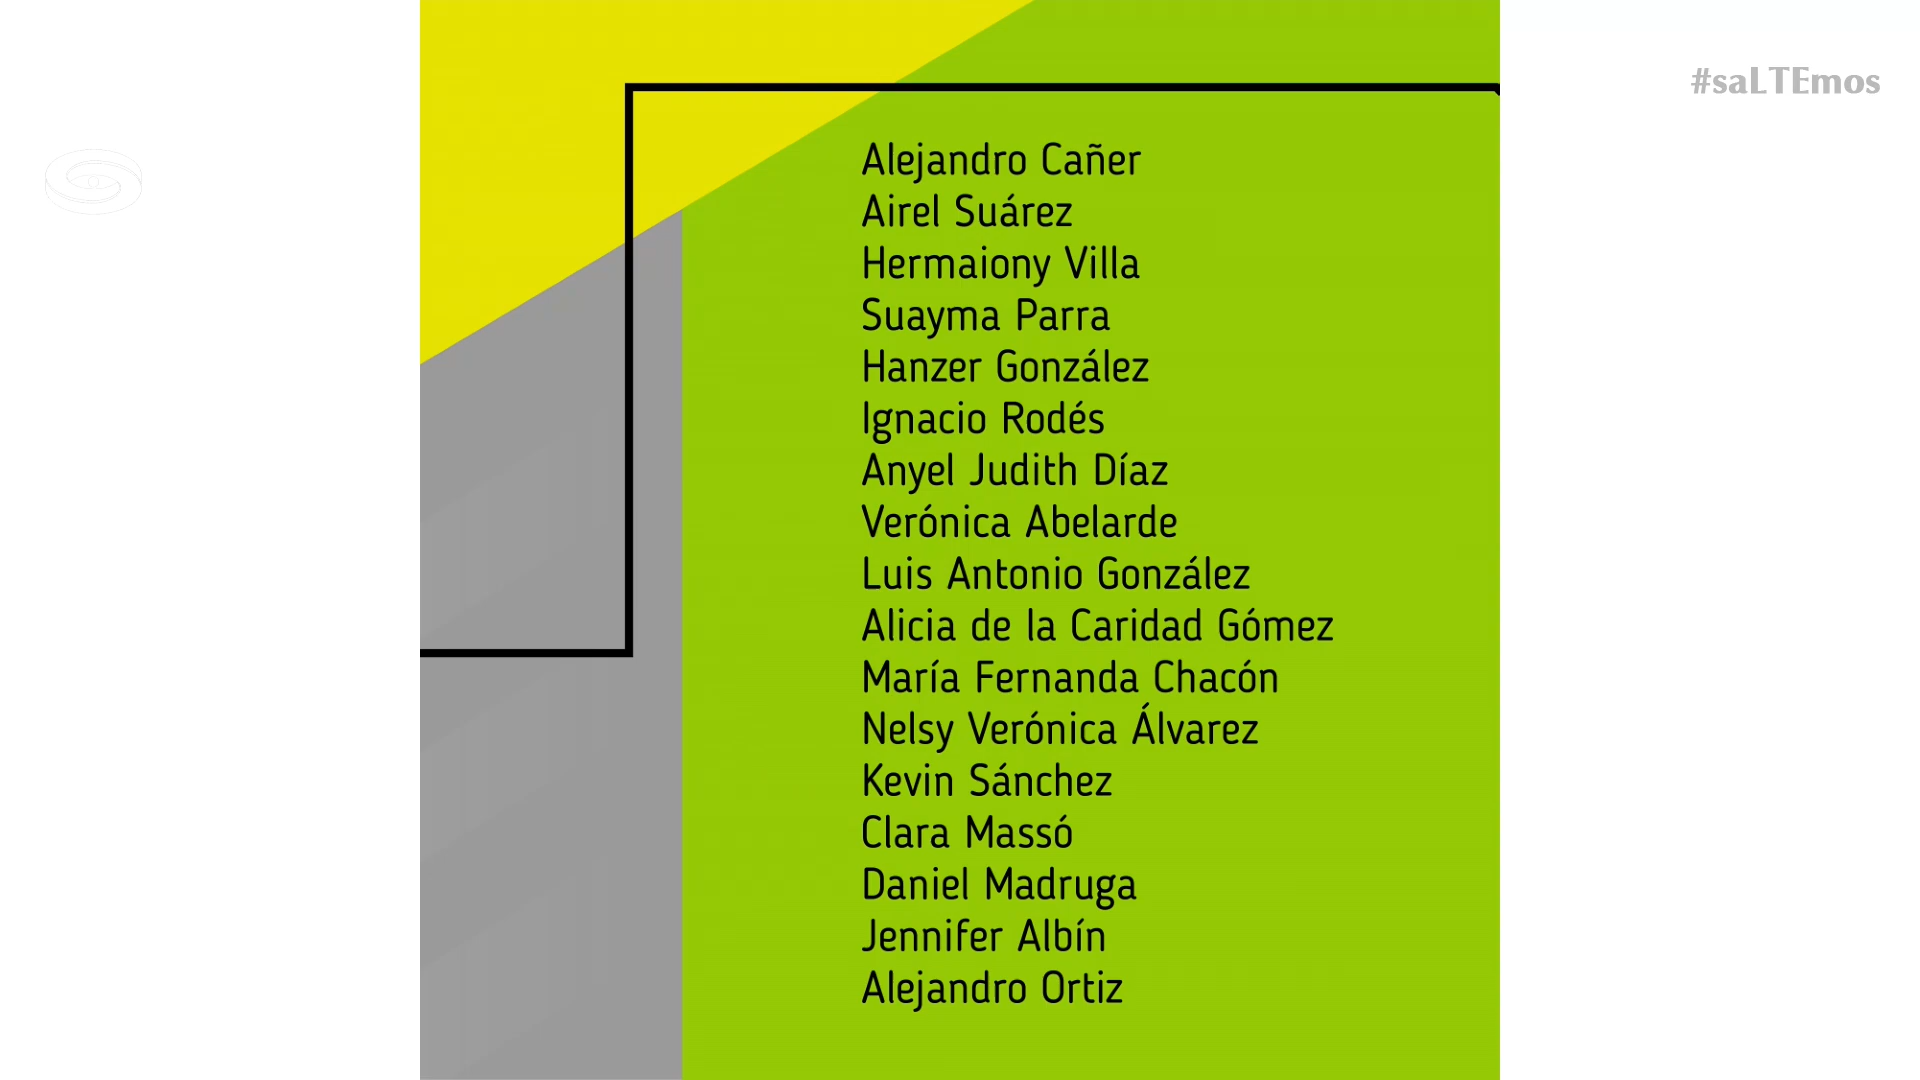 #saLTEmos
Alejandro Cañer
Airel Suárez
Hermaiony Villa
Suayma Parra
Hanzer González
Ignacio Rodés
Anyel Judith Díaz
Verónica Abelarde
Luis Antonio González
Alicia de la Caridad Gómez
María Fernanda Chacón
Nelsy Verónica Álvarez
Kevin Sánchez
Clara Massó
Daniel Madruga
Jennifer Albín
Alejandro Ortiz